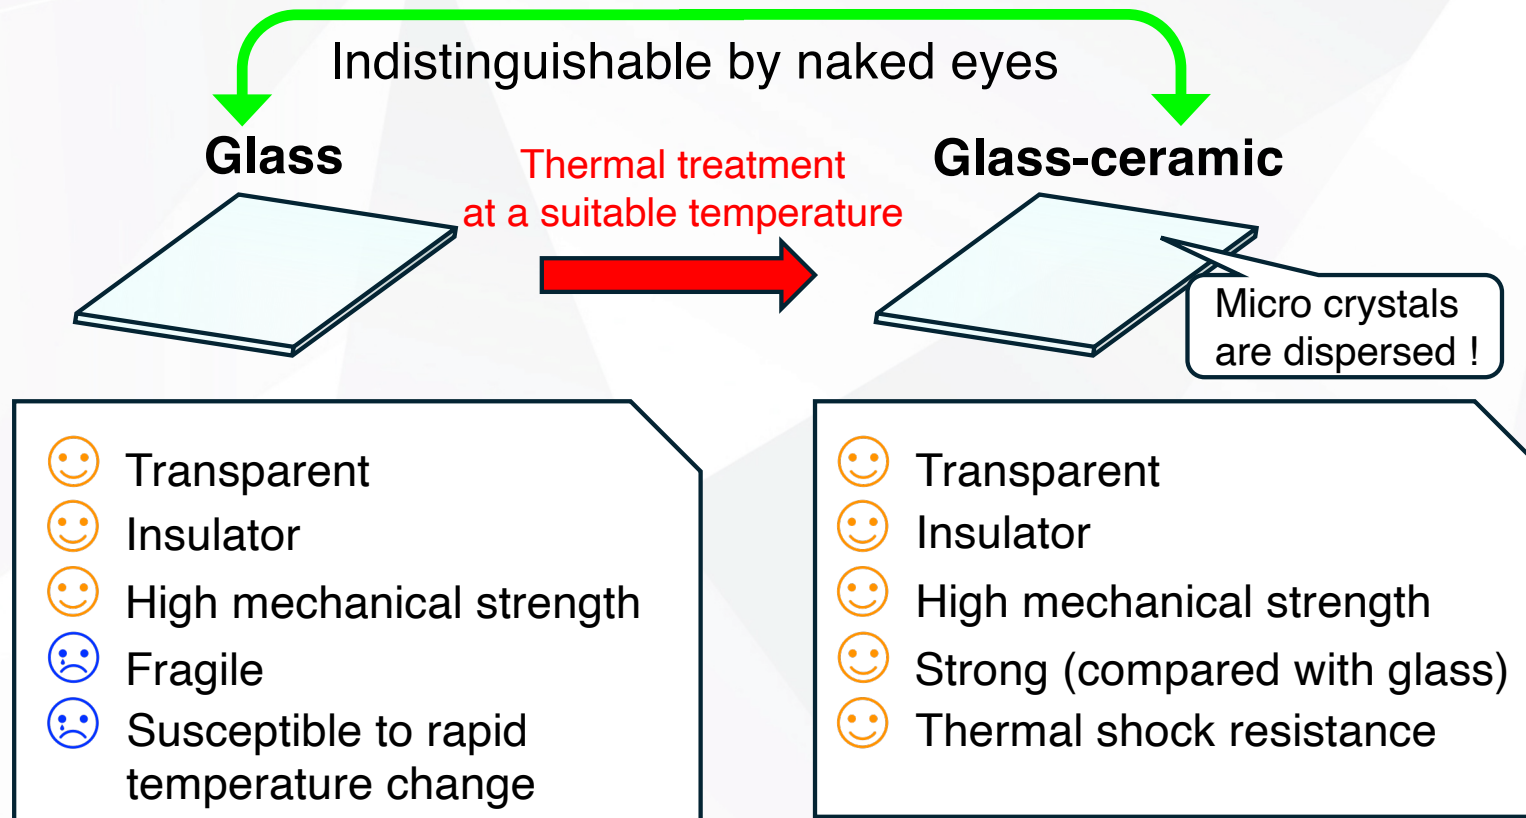 Indistinguishable by naked eyes
Glass
Thermal treatment
at a suitable temperature
Glass-ceramic
Micro crystals
are dispersed !
Transparent
Insulator
High mechanical strength
Fragile
Susceptible to rapid
temperature change
Transparent
Insulator
High mechanical strength
Strong (compared with glass)
Thermal shock resistance